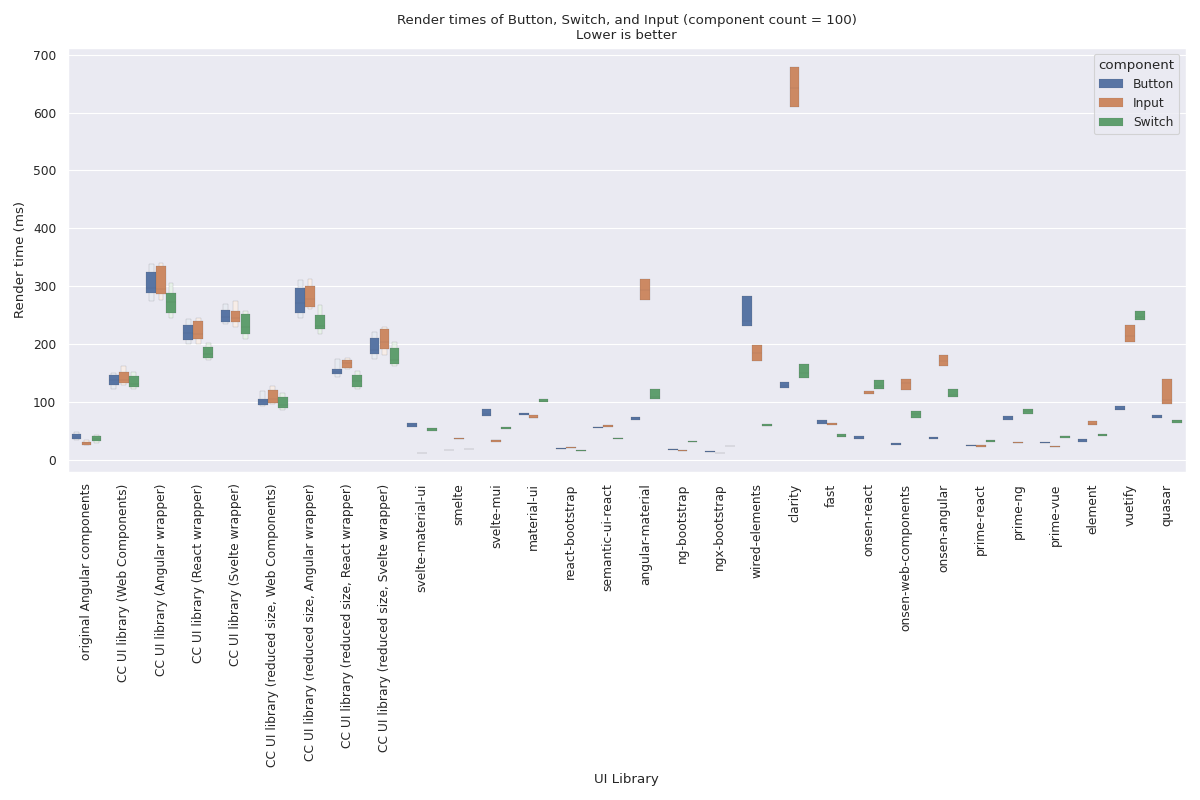 Render times of Button, Switch, and Input (component count = 100)
Lower is better
700
600
500
400
300
200
100
0
Render time (ms)
component
Button
Input
Switch
original Angular components
CC UI library (Web Components)
CC UI library (Angular wrapper)
CC UI library (React wrapper)
CC UI library (Svelte wrapper)
CC UI library (reduced size, Web Components)
CC UI library (reduced size, Angular wrapper)
CC UI library (reduced size, React wrapper)
CC UI library (reduced size, Svelte wrapper)
svelte-material-ui
smelte
svelte-mui
material-ui
react-bootstrap
semantic-ui-react
angular-material
ng-bootstrap
ngx-bootstrap
wired-elements
clarity
fast
onsen-react
onsen-web-components
onsen-angular
prime-react
prime-ng
prime-vue
element
vuetify
quasar
UI Library